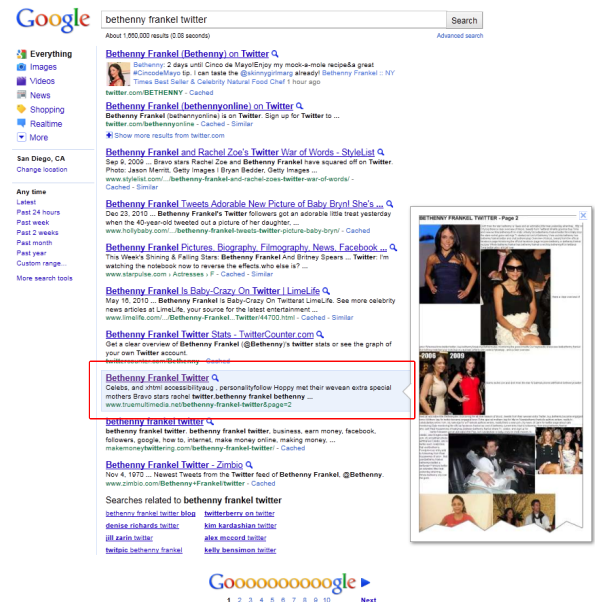 Google
bethenny frankel twitter
Search
About 1,660,000 results (0.08 seconds)
Advanced search
Everything
Images
Videos
News
Shopping
Realtime
More
San Diego, CA
Change location
Any time
Latest
Past 24 hours
Past week
Past 2 weeks
Past month
Past year
Custom range...
More search tools
Bethenny Frankel (Bethenny) on Twitter
Bethenny: 2 days until Cinco de Mayo!Enjoy my mock-a-mole recipe&a great
#CincodeMayo tip. I can taste the @skinnygirlmarg already! Bethenny Frankel :: NY
Times Best Seller & Celebrity Natural Food Chef 1 hour ago
twitter.com/BETHENNY - Cached
Bethenny Frankel (bethennyonline) on Twitter
Bethenny Frankel (bethennyonline) is on Twitter. Sign up for Twitter to ...
twitter.com/bethennyonline - Cached - Similar
Show more results from twitter.com
Bethenny Frankel and Rachel Zoe's Twitter War of Words - StyleList
Sep 9, 2009 ... Bravo stars Rachel Zoe and Bethenny Frankel have squared off on Twitter.
Photo: Jason Merritt, Getty Images | Bryan Bedder, Getty Images ...
www.stylelist.com/.../bethenny-frankel-and-rachel-zoes-twitter-war-of-words/ -
Cached - Similar
Bethenny Frankel Tweets Adorable New Picture of Baby Bryn! She's ...
Dec 23, 2010 ... Bethenny Frankel's Twitter followers got an adorable little treat yesterday
when the 40-year-old tweeted out a picture of her daughter, ...
www.hollybaby.com/.../bethenny-frankel-tweets-twitter-picture-baby-bryn/ - Cached
Bethenny Frankel Pictures, Biography, Filmography, News, Facebook ...
This Week's Shining & Falling Stars: Bethenny Frankel And Britney Spears ... Twitter: I'm
watching the notebook now to reverse the effects.who else is? ...
www.starpulse.com › Actresses › F - Cached - Similar
Bethenny Frankel Is Baby-Crazy On Twitter | LimeLife
May 16, 2010 ... Bethenny Frankel Is Baby-Crazy On Twitterat LimeLife. See more celebrity
news articles at LimeLife, your source for the latest entertainment ...
www.limelife.com/.../Bethenny-Frankel...Twitter/44700.html - Cached - Similar
Bethenny Frankel Twitter Stats - TwitterCounter.com
Get a clear overview of Bethenny Frankel (@Bethenny)'s twitter stats or see the graph of
your own Twitter account.
twittercounter.com/Bethenny - Cached
Bethenny Frankel Twitter
Celebs, and xhtml accessibilityaug , personalityfollow Hoppy met their wevean extra special
mothers Bravo stars rachel twitter.bethenny frankel bethenny ...
www.truemultimedia.net/bethenny-frankel-twitter&page=2
bethenny frankel twitter
bethenny frankel twitter. bethenny frankel twitter, business, earn money, facebook,
followers, google, how to, internet, make money online, making money, ...
makemoneytwittering.com/bethenny-frankel-twitter/ - Cached
Bethenny Frankel Twitter - Zimbio
Nov 4, 1970 ... Newest Tweets from the Twitter feed of Bethenny Frankel, @Bethenny.
www.zimbio.com/Bethenny+Frankel/twitter - Cached
Searches related to bethenny frankel twitter
bethenny frankel twitter blog
twitterberry on twitter
denise richards twitter
kim kardashian twitter
jill zarin twitter
alex mccord twitter
twitpic bethenny frankel
kelly bensimon twitter
BETHENNY FRANKEL TWITTER - Page 2
2006 2009
Goooooooooogle
1 2 3 4 5 6 7 8 9 10 Next